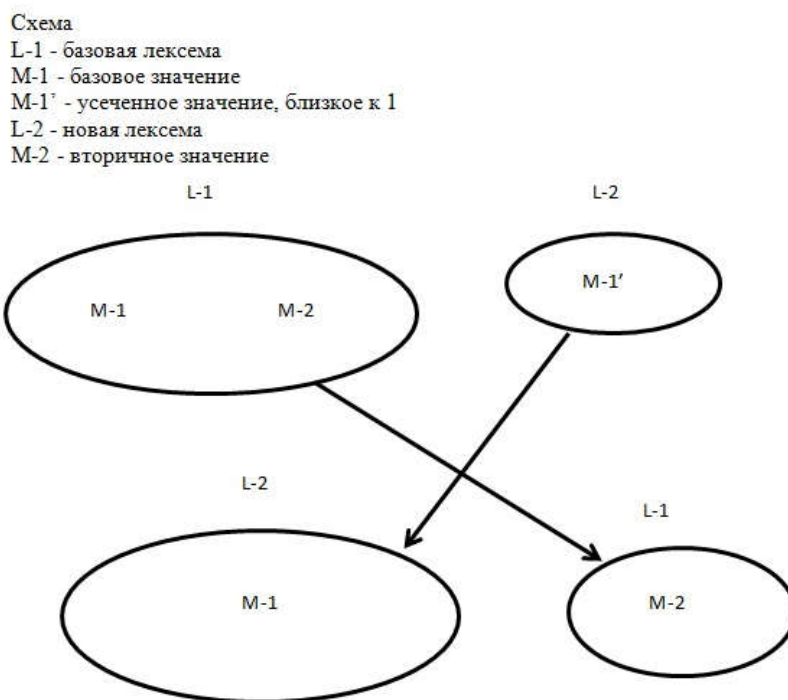 Схема
L-1 - базовая лексема
M-1 - базовое значение
M-1’ - усеченное значение, близкое к 1
L-2 - новая лексема
M-2 - вторичное значение
L-1 L-2
M-1 M-2 M-1’
L-2 L-1
M-1 M-2